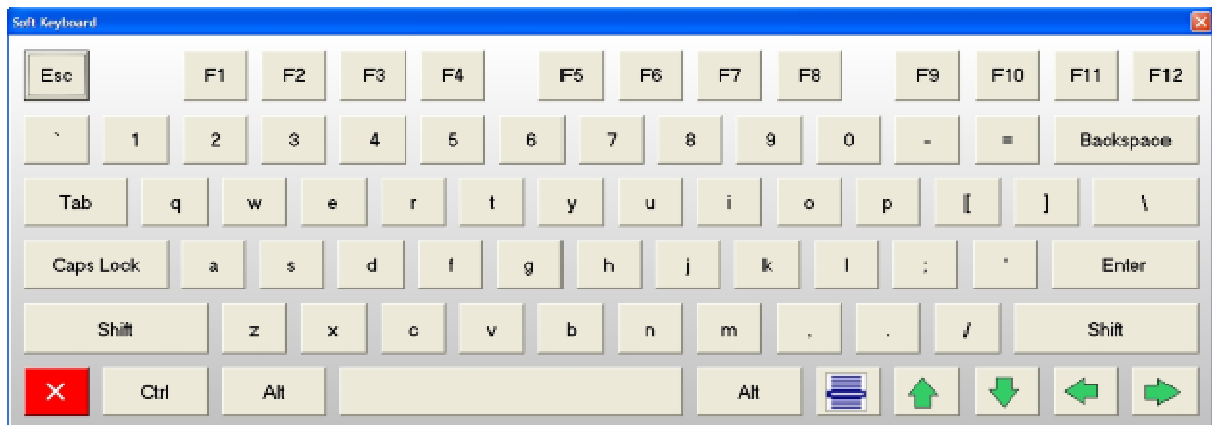 Soft Keyboard
Esc F1 F2 F3 F4 F5 F6 F7 F8 F9 F10 F11 F12
` 1 2 3 4 5 6 7 8 9 0 - = Backspace
Tab q w e r t y u i o p [ ] \
Caps Lock a s d f g h j k l ; ' Enter
Shift z x c v b n m , . / Shift
Ctrl Alt Alt